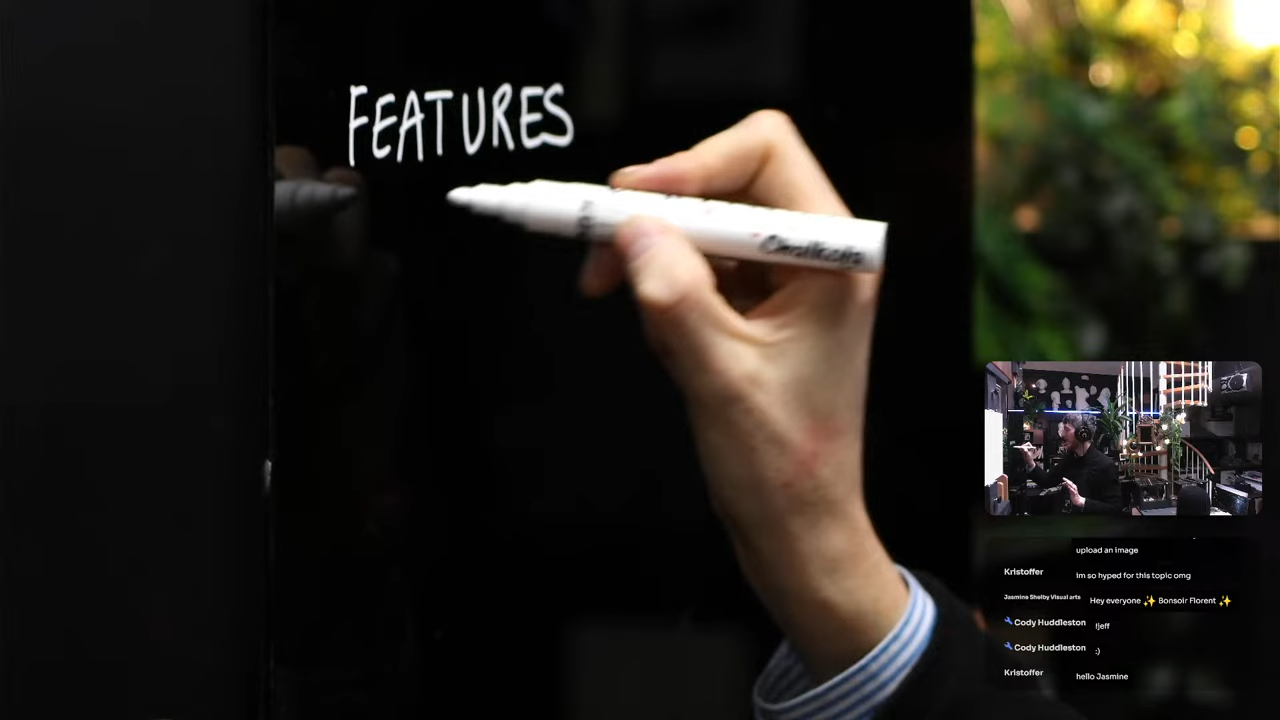 FEATURES
upload an image
Kristoffer im so hyped for this topic omg
Jasmine Shelby Visual arts Hey everyone ✨ Bonsoir Florent ✨
🔧 Cody Huddleston !jeff
🔧 Cody Huddleston :)
Kristoffer hello Jasmine